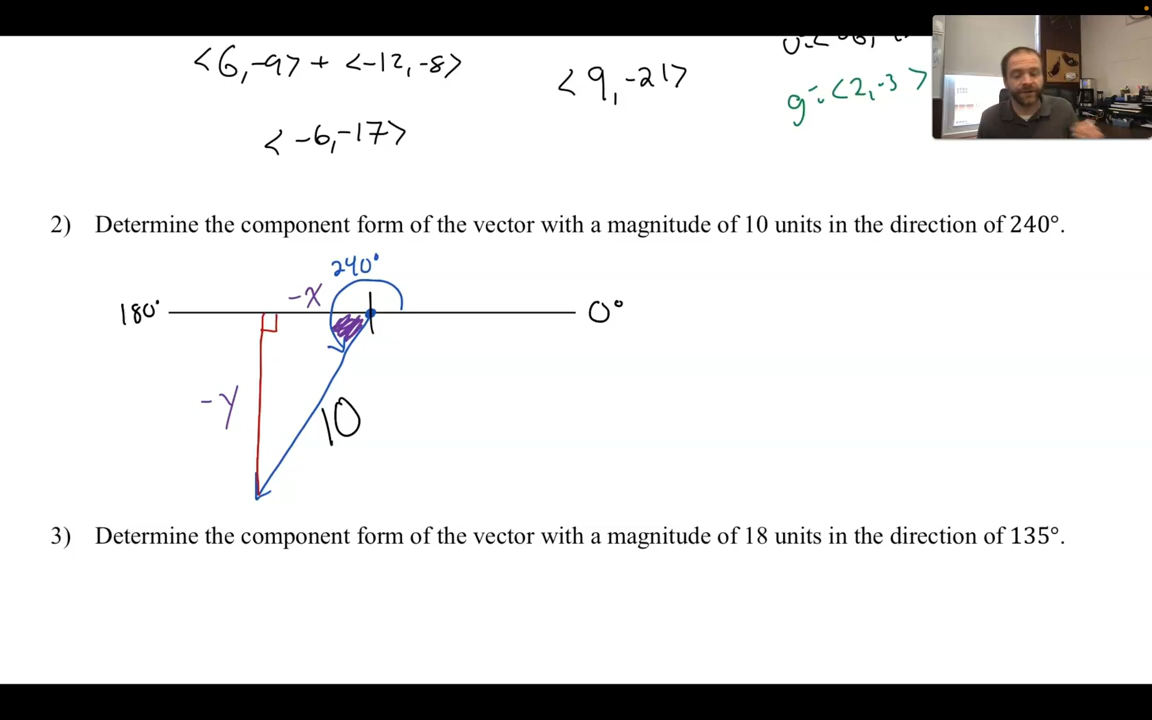 <6,-9> + <-12,-8>
<9,-21>
g = <2,-3>
<-6,-17>
2) Determine the component form of the vector with a magnitude of 10 units in the direction of 240°.
240°
-x
180°
0°
-y
10
3) Determine the component form of the vector with a magnitude of 18 units in the direction of 135°.